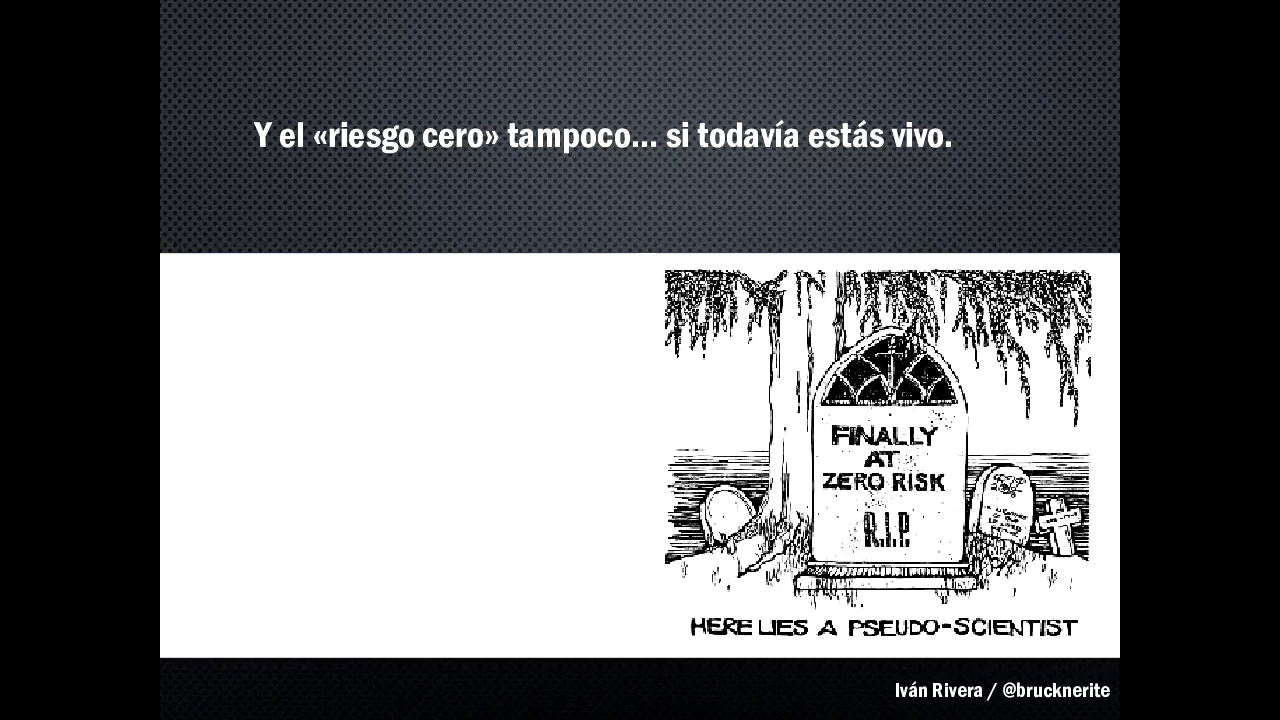 Y el «riesgo cero» tampoco... si todavía estás vivo.
FINALLY
AT
ZERO RISK
R.I.P.
HERE LIES A PSEUDO-SCIENTIST
Iván Rivera / @brucknerite